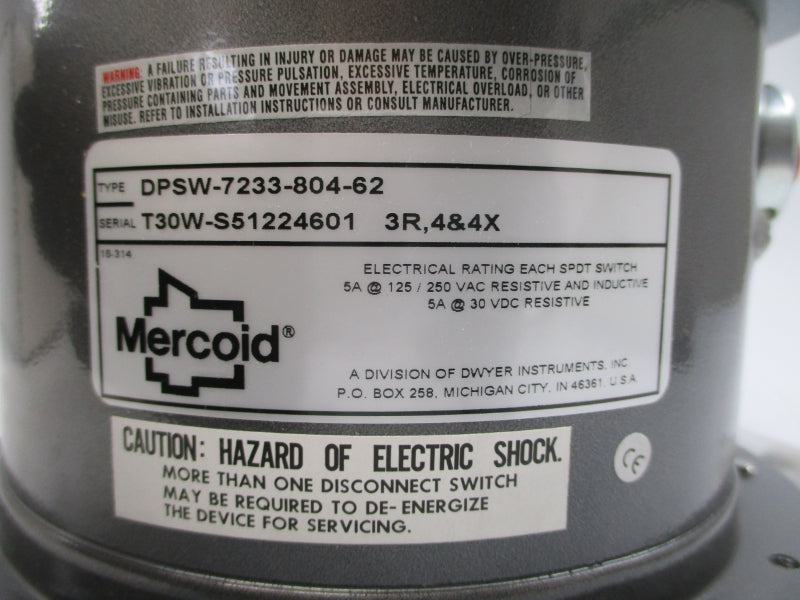 WARNING: A FAILURE RESULTING IN INJURY OR DAMAGE MAY BE CAUSED BY OVER-PRESSURE,
EXCESSIVE VIBRATION OR PRESSURE PULSATION, EXCESSIVE TEMPERATURE, CORROSION OF
PRESSURE CONTAINING PARTS AND MOVEMENT ASSEMBLY, ELECTRICAL OVERLOAD, OR OTHER
MISUSE. REFER TO INSTALLATION INSTRUCTIONS OR CONSULT MANUFACTURER.
TYPE DPSW-7233-804-62
SERIAL T30W-S51224601 3R,4&4X
16-314
ELECTRICAL RATING EACH SPDT SWITCH
5A @ 125 / 250 VAC RESISTIVE AND INDUCTIVE
5A @ 30 VDC RESISTIVE
Mercoid®
A DIVISION OF DWYER INSTRUMENTS, INC.
P.O. BOX 258, MICHIGAN CITY, IN 46361, U.S.A.
CAUTION: HAZARD OF ELECTRIC SHOCK.
MORE THAN ONE DISCONNECT SWITCH
MAY BE REQUIRED TO DE-ENERGIZE
THE DEVICE FOR SERVICING.
CE